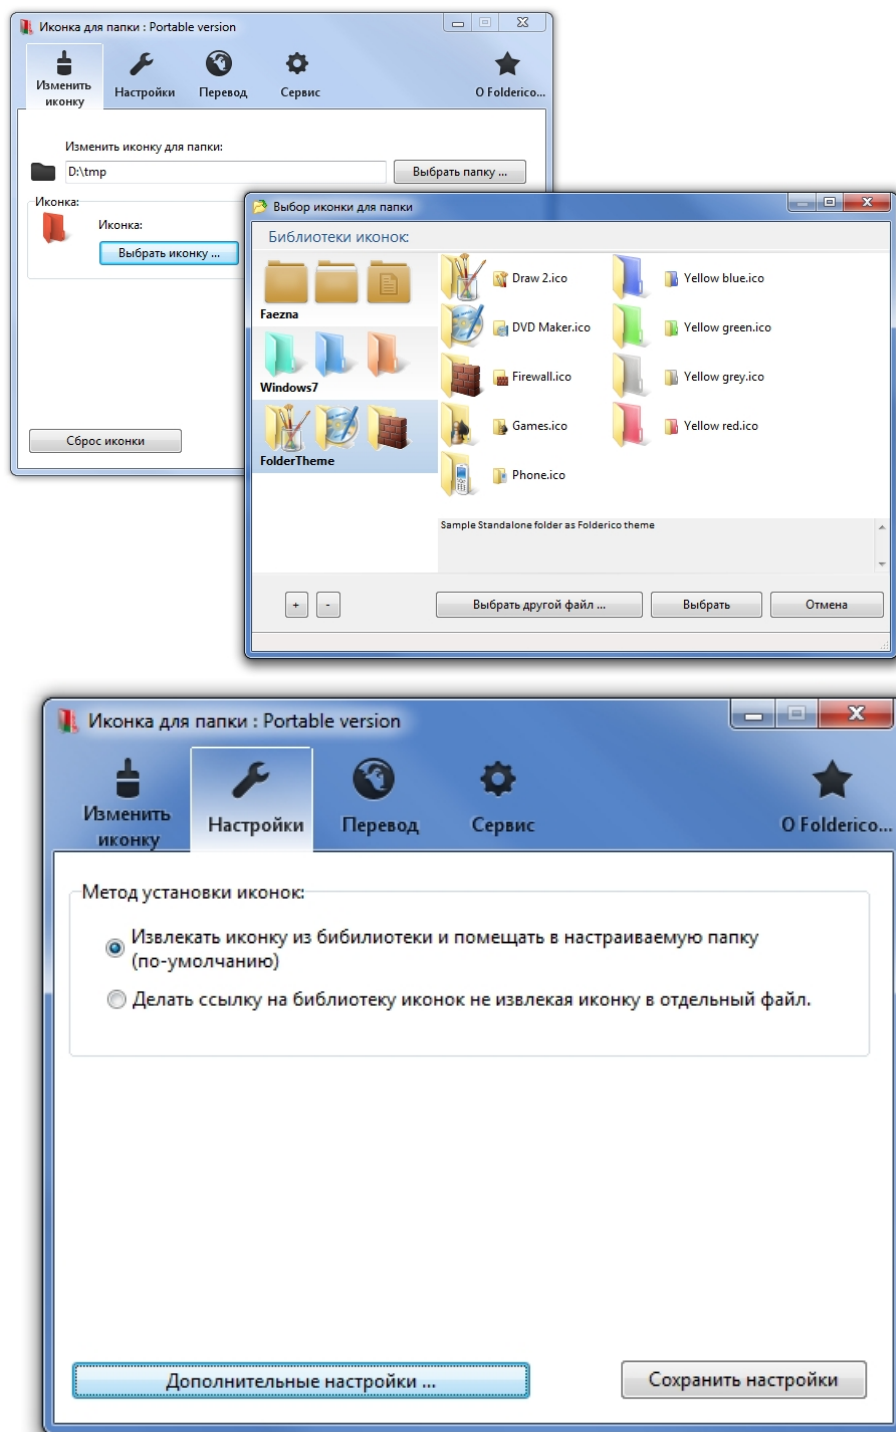 Иконка для папки : Portable version
Изменить
иконку
Настройки
Перевод
Сервис
О Folderico...
Изменить иконку для папки:
D:\tmp
Выбрать папку ...
Иконка:
Иконка:
Выбрать иконку ...
Сброс иконки
Выбор иконки для папки
Библиотеки иконок:
Faezna
Windows7
FolderTheme
Draw 2.ico
DVD Maker.ico
Firewall.ico
Games.ico
Phone.ico
Yellow blue.ico
Yellow green.ico
Yellow grey.ico
Yellow red.ico
Sample Standalone folder as Folderico theme
+
-
Выбрать другой файл ...
Выбрать
Отмена
Иконка для папки : Portable version
Изменить
иконку
Настройки
Перевод
Сервис
О Folderico...
Метод установки иконок:
Извлекать иконку из бибилиотеки и помещать в настраиваемую папку
(по-умолчанию)
Делать ссылку на библиотеку иконок не извлекая иконку в отдельный файл.
Дополнительные настройки ...
Сохранить настройки